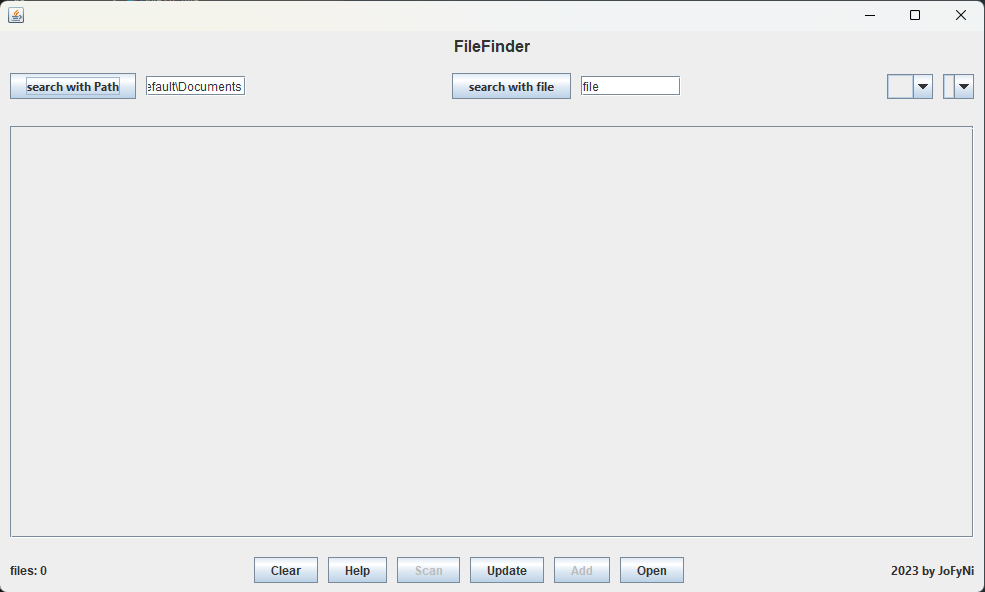 FileFinder
search with Path
efault\Documents
search with file
file
files: 0
Clear
Help
Scan
Update
Add
Open
2023 by JoFyNi